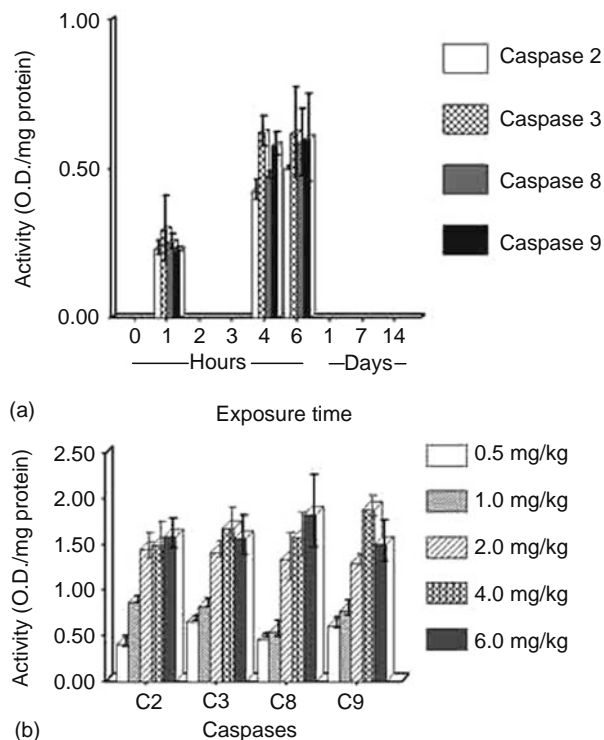 (a)
Activity (O.D./mg protein)
1.00
0.50
0.00
0 1 2 3 4 6 1 7 14
Hours Days
Exposure time
Caspase 2
Caspase 3
Caspase 8
Caspase 9
(b)
Activity (O.D./mg protein)
2.50
2.00
1.50
1.00
0.50
0.00
C2 C3 C8 C9
Caspases
0.5 mg/kg
1.0 mg/kg
2.0 mg/kg
4.0 mg/kg
6.0 mg/kg